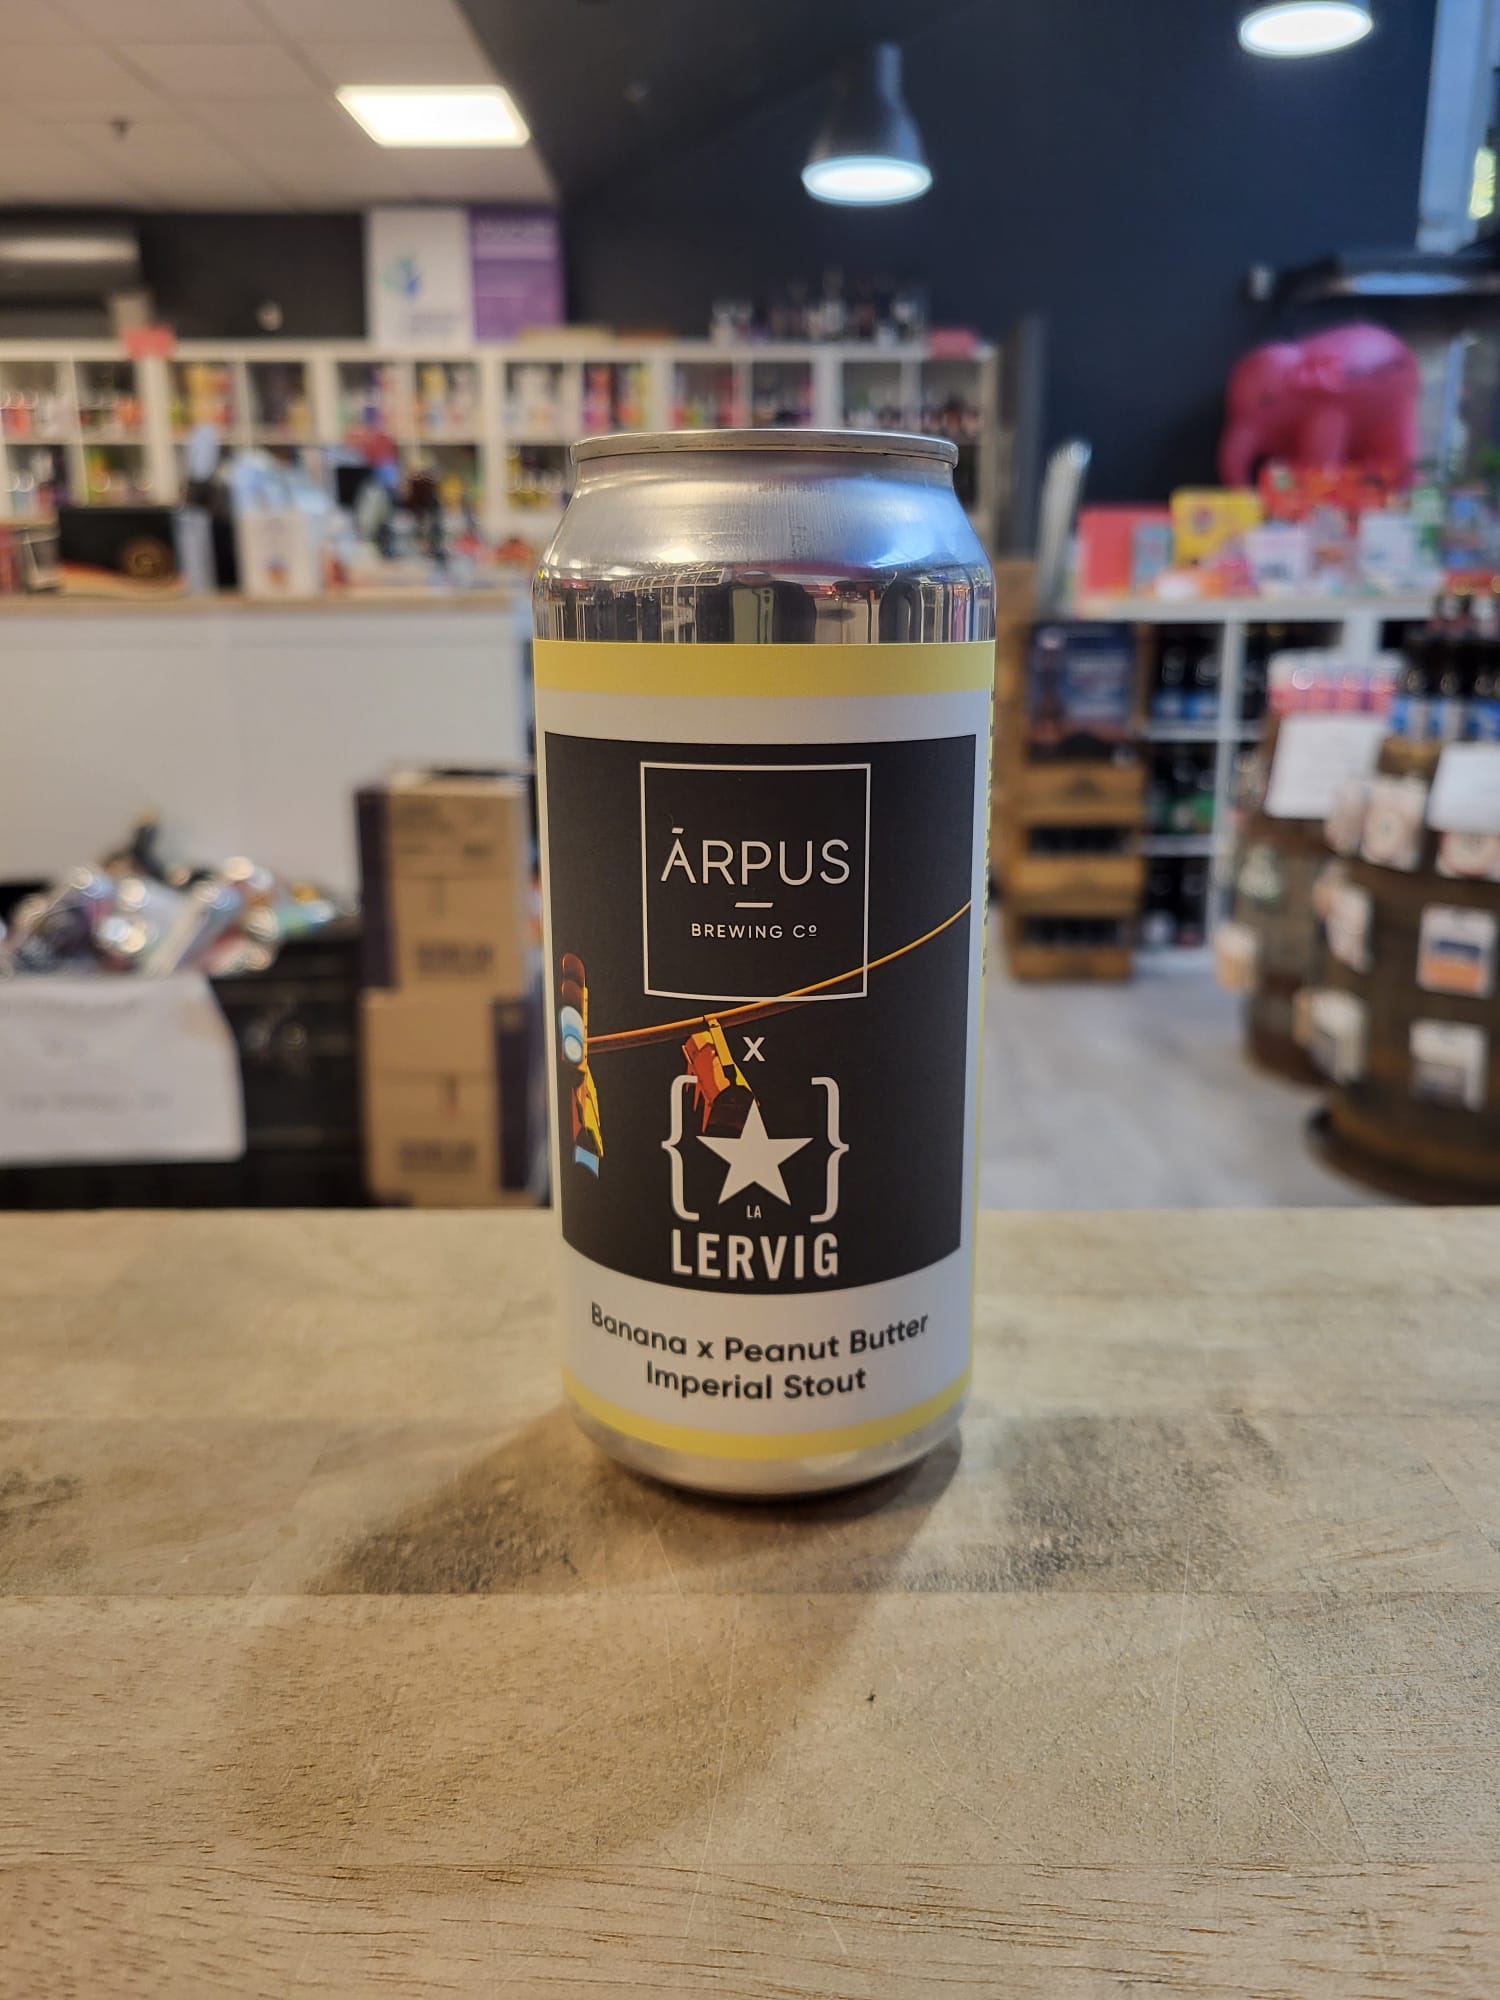 ĀRPUS
BREWING Cº
X
LA
LERVIG
Banana x Peanut Butter
Imperial Stout